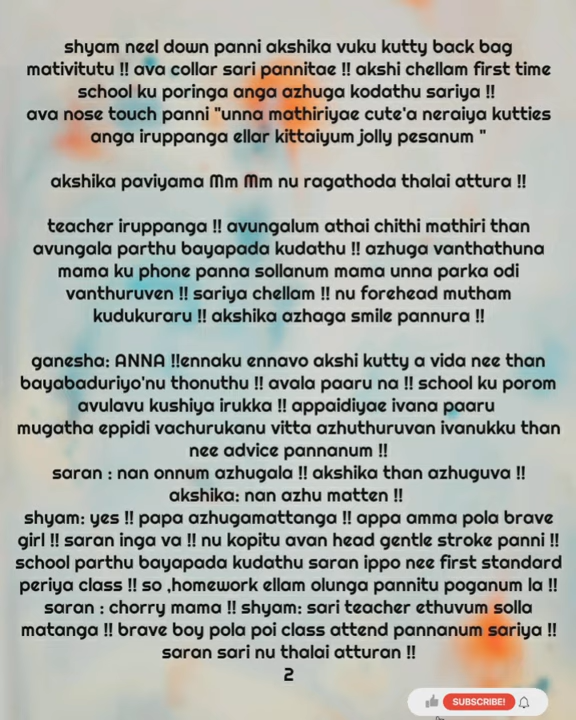 shyam neel down panni akshika vuku kutty back bag
mativitutu !! ava collar sari pannitae !! akshi chellam first time
school ku poringa anga azhuga kodathu sariya !!
ava nose touch panni "unna mathiriyae cute'a neraiya kutties
anga iruppanga ellar kittaiyum jolly pesanum "
akshika paviyama Mm Mm nu ragathoda thalai attura !!
teacher iruppanga !! avungalum athai chithi mathiri than
avungala parthu bayapada kudathu !! azhuga vanthathuna
mama ku phone panna sollanum mama unna parka odi
vanthuruven !! sariya chellam !! nu forehead mutham
kudukuraru !! akshika azhaga smile pannura !!
ganesha: ANNA !!ennaku ennavo akshi kutty a vida nee than
bayabaduriyo'nu thonuthu !! avala paaru na !! school ku porom
avulavu kushiya irukka !! appaidiyae ivana paaru
mugatha eppidi vachurukanu vitta azhuthuruvan ivanukku than
nee advice pannanum !!
saran : nan onnum azhugala !! akshika than azhuguva !!
akshika: nan azhu matten !!
shyam: yes !! papa azhugamattanga !! appa amma pola brave
girl !! saran inga va !! nu kopitu avan head gentle stroke panni !!
school parthu bayapada kudathu saran ippo nee first standard
periya class !! so ,homework ellam olunga pannitu poganum la !!
saran : chorry mama !! shyam: sari teacher ethuvum solla
matanga !! brave boy pola poi class attend pannanum sariya !!
saran sari nu thalai atturan !!
2
SUBSCRIBE!